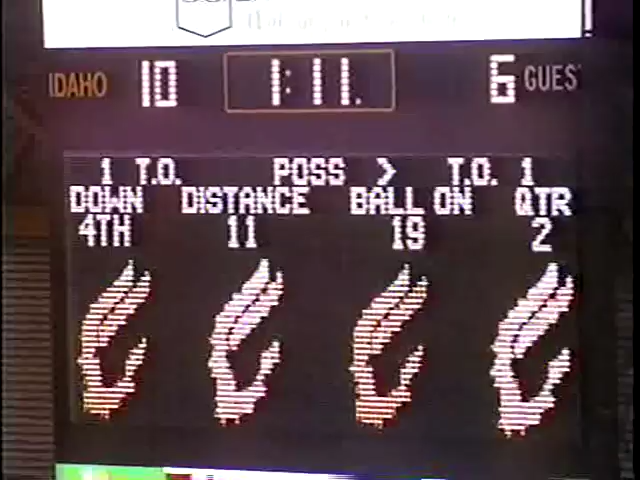 IDAHO 10 1:11. 6 GUES
1 T.O. POSS > T.O. 1
DOWN DISTANCE BALL ON QTR
4TH 11 19 2